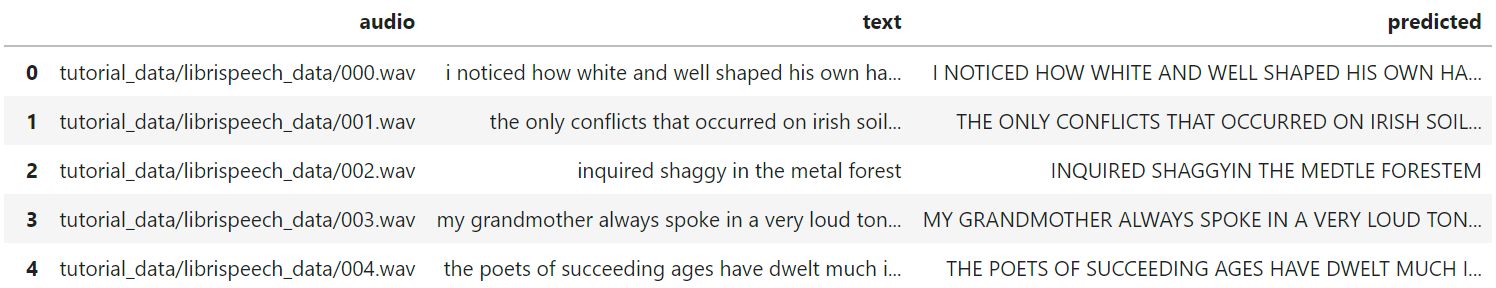 audio text predicted
0 tutorial_data/librispeech_data/000.wav i noticed how white and well shaped his own ha... I NOTICED HOW WHITE AND WELL SHAPED HIS OWN HA...
1 tutorial_data/librispeech_data/001.wav the only conflicts that occurred on irish soil... THE ONLY CONFLICTS THAT OCCURRED ON IRISH SOIL...
2 tutorial_data/librispeech_data/002.wav inquired shaggy in the metal forest INQUIRED SHAGGYIN THE MEDTLE FORESTEM
3 tutorial_data/librispeech_data/003.wav my grandmother always spoke in a very loud ton... MY GRANDMOTHER ALWAYS SPOKE IN A VERY LOUD TON...
4 tutorial_data/librispeech_data/004.wav the poets of succeeding ages have dwelt much i... THE POETS OF SUCCEEDING AGES HAVE DWELT MUCH I...